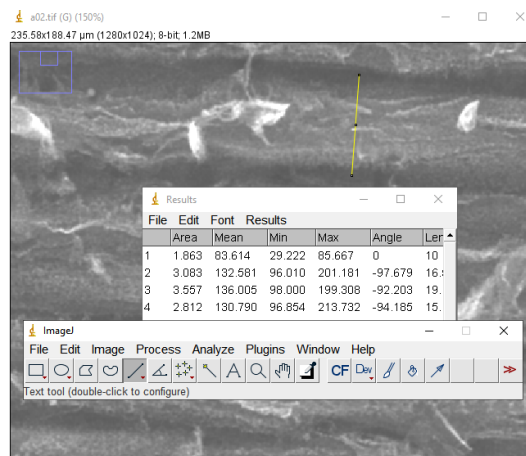 a02.tif (G) (150%)
235.58x188.47 µm (1280x1024); 8-bit; 1.2MB
Results
File Edit Font Results
Area Mean Min Max Angle
1 1.863 83.614 29.222 85.667 0 10
2 3.083 132.581 96.010 201.181 -97.679
3 3.557 136.005 98.000 199.308 -92.203 19.
4 2.812 130.790 96.854 213.732 -94.185 15.
ImageJ
File Edit Image Process Analyze Plugins Window Help
A CF Dev
Text tool (double-click to configure)